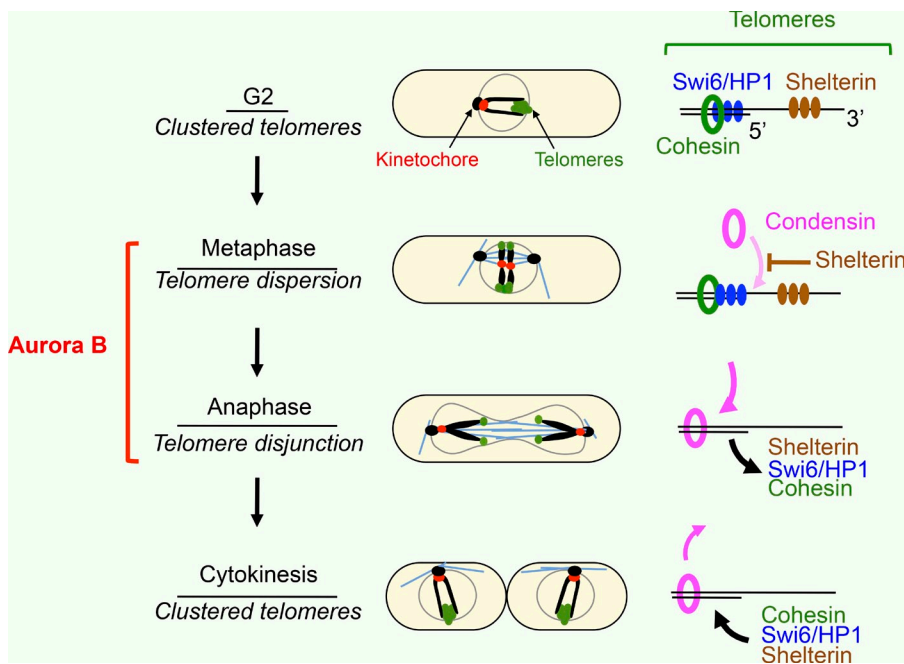 Telomeres
G2
Clustered telomeres
Kinetochore
Telomeres
Swi6/HP1
Shelterin
5’
3’
Cohesin
Aurora B
Metaphase
Telomere dispersion
Condensin
Shelterin
Anaphase
Telomere disjunction
Shelterin
Swi6/HP1
Cohesin
Cytokinesis
Clustered telomeres
Cohesin
Swi6/HP1
Shelterin